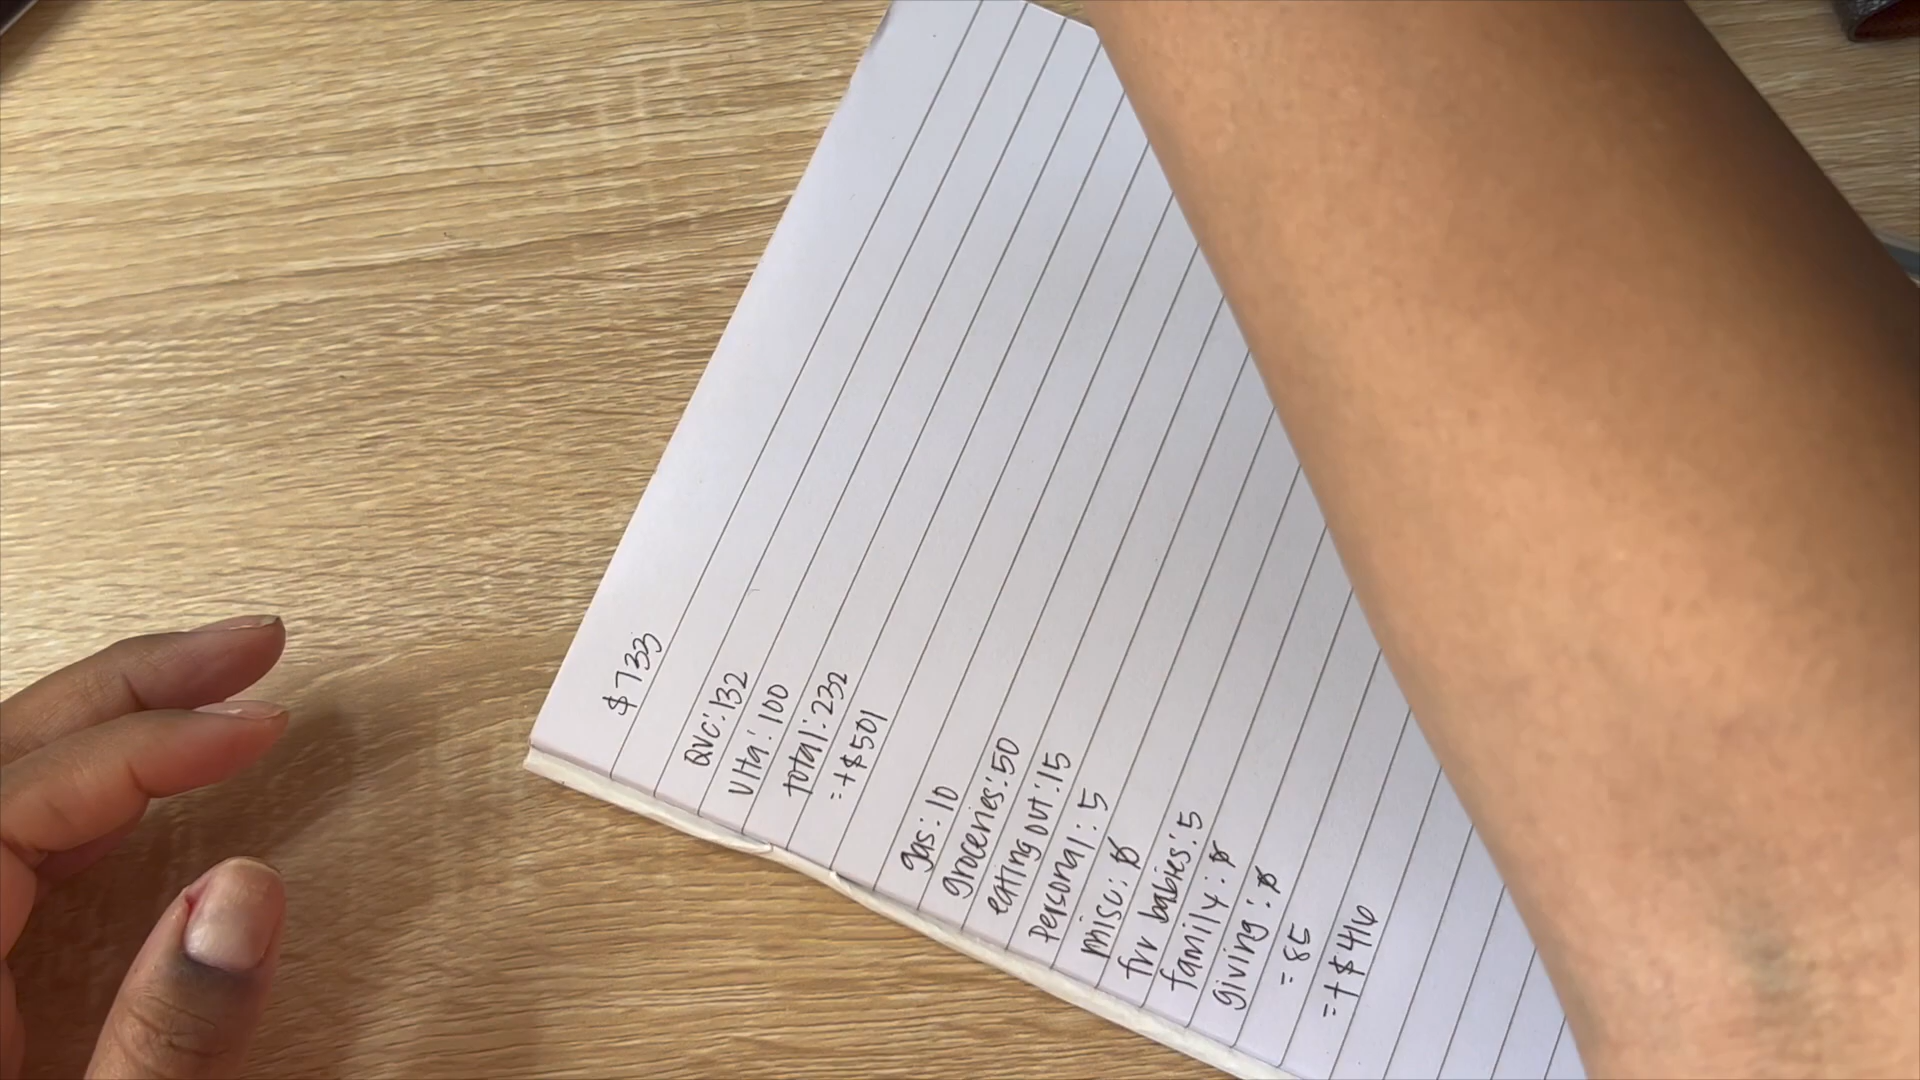 $733
QVC: 132
Ulta: 100
total: 232
= + $501
gas: 10
groceries: 50
eating out: 15
personal: 5
misc: Ø
fur babies: 5
family: Ø
giving: Ø
= 85
= + $416